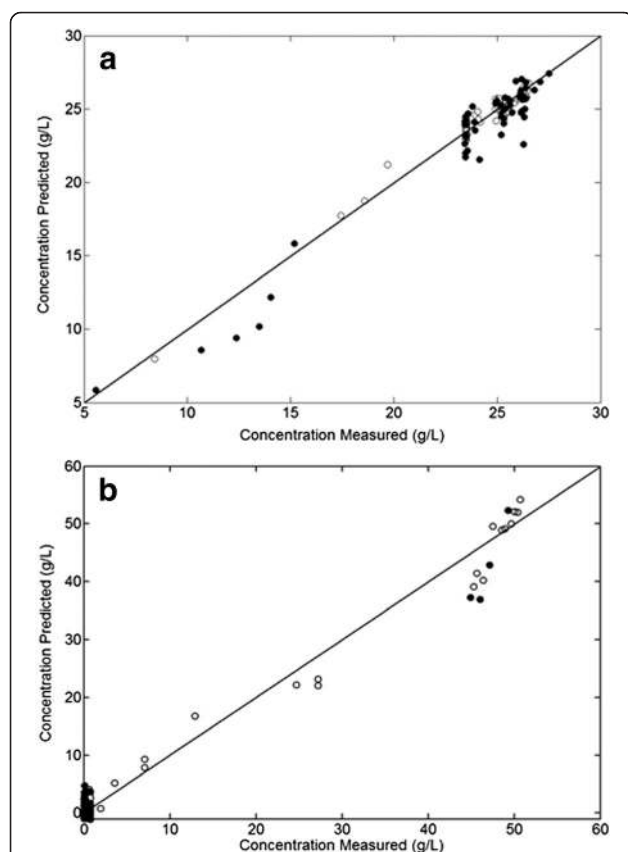 a
30
25
20
15
10
5
Concentration Predicted (g/L)
5 10 15 20 25 30
Concentration Measured (g/L)
b
60
50
40
30
20
10
0
Concentration Predicted (g/L)
0 10 20 30 40 50 60
Concentration Measured (g/L)